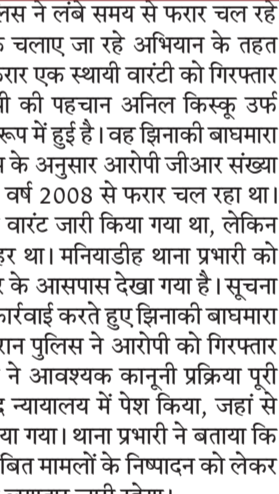 लस ने लंबे समय से फरार चल रहे
चलाए जा रहे अभियान के तहत
रार एक स्थायी वारंटी को गिरफ्तार
पी की पहचान अनिल किस्कू उर्फ
रूप में हुई है। वह झिनाकी बाघमारा
के अनुसार आरोपी जीआर संख्या
वर्ष 2008 से फरार चल रहा था।
वारंट जारी किया गया था, लेकिन
हर था। मनियाडीह थाना प्रभारी को
के आसपास देखा गया है। सूचना
कार्रवाई करते हुए झिनाकी बाघमारा
रान पुलिस ने आरोपी को गिरफ्तार
ने आवश्यक कानूनी प्रक्रिया पूरी
न्यायालय में पेश किया, जहां से
या गया। थाना प्रभारी ने बताया कि
बित मामलों के निष्पादन को लेकर